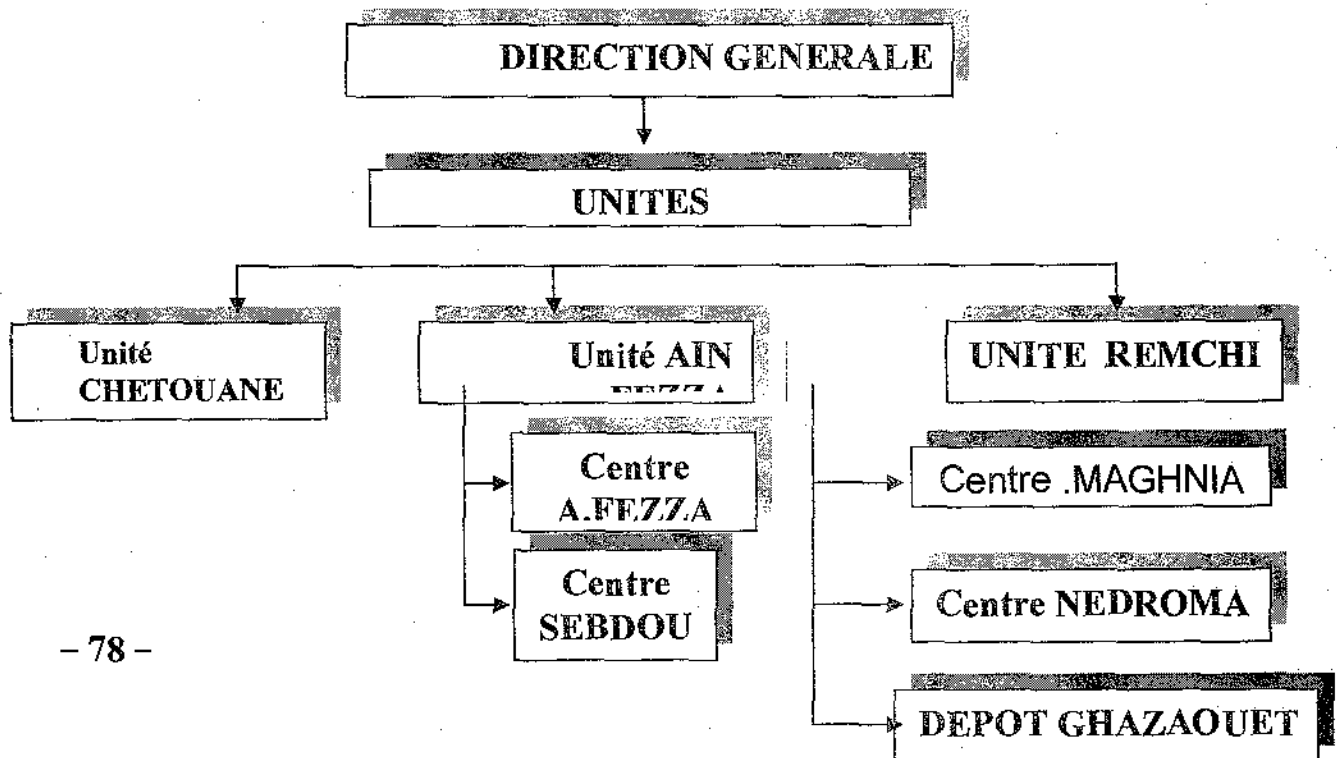 DIRECTION GENERALE
UNITES
Unité
CHETOUANE
Unité AIN
FEZZA
UNITE REMCHI
Centre
A.FEZZA
Centre
SEBDOU
Centre .MAGHNIA
Centre NEDROMA
DEPOT GHAZAOUET
– 78 –